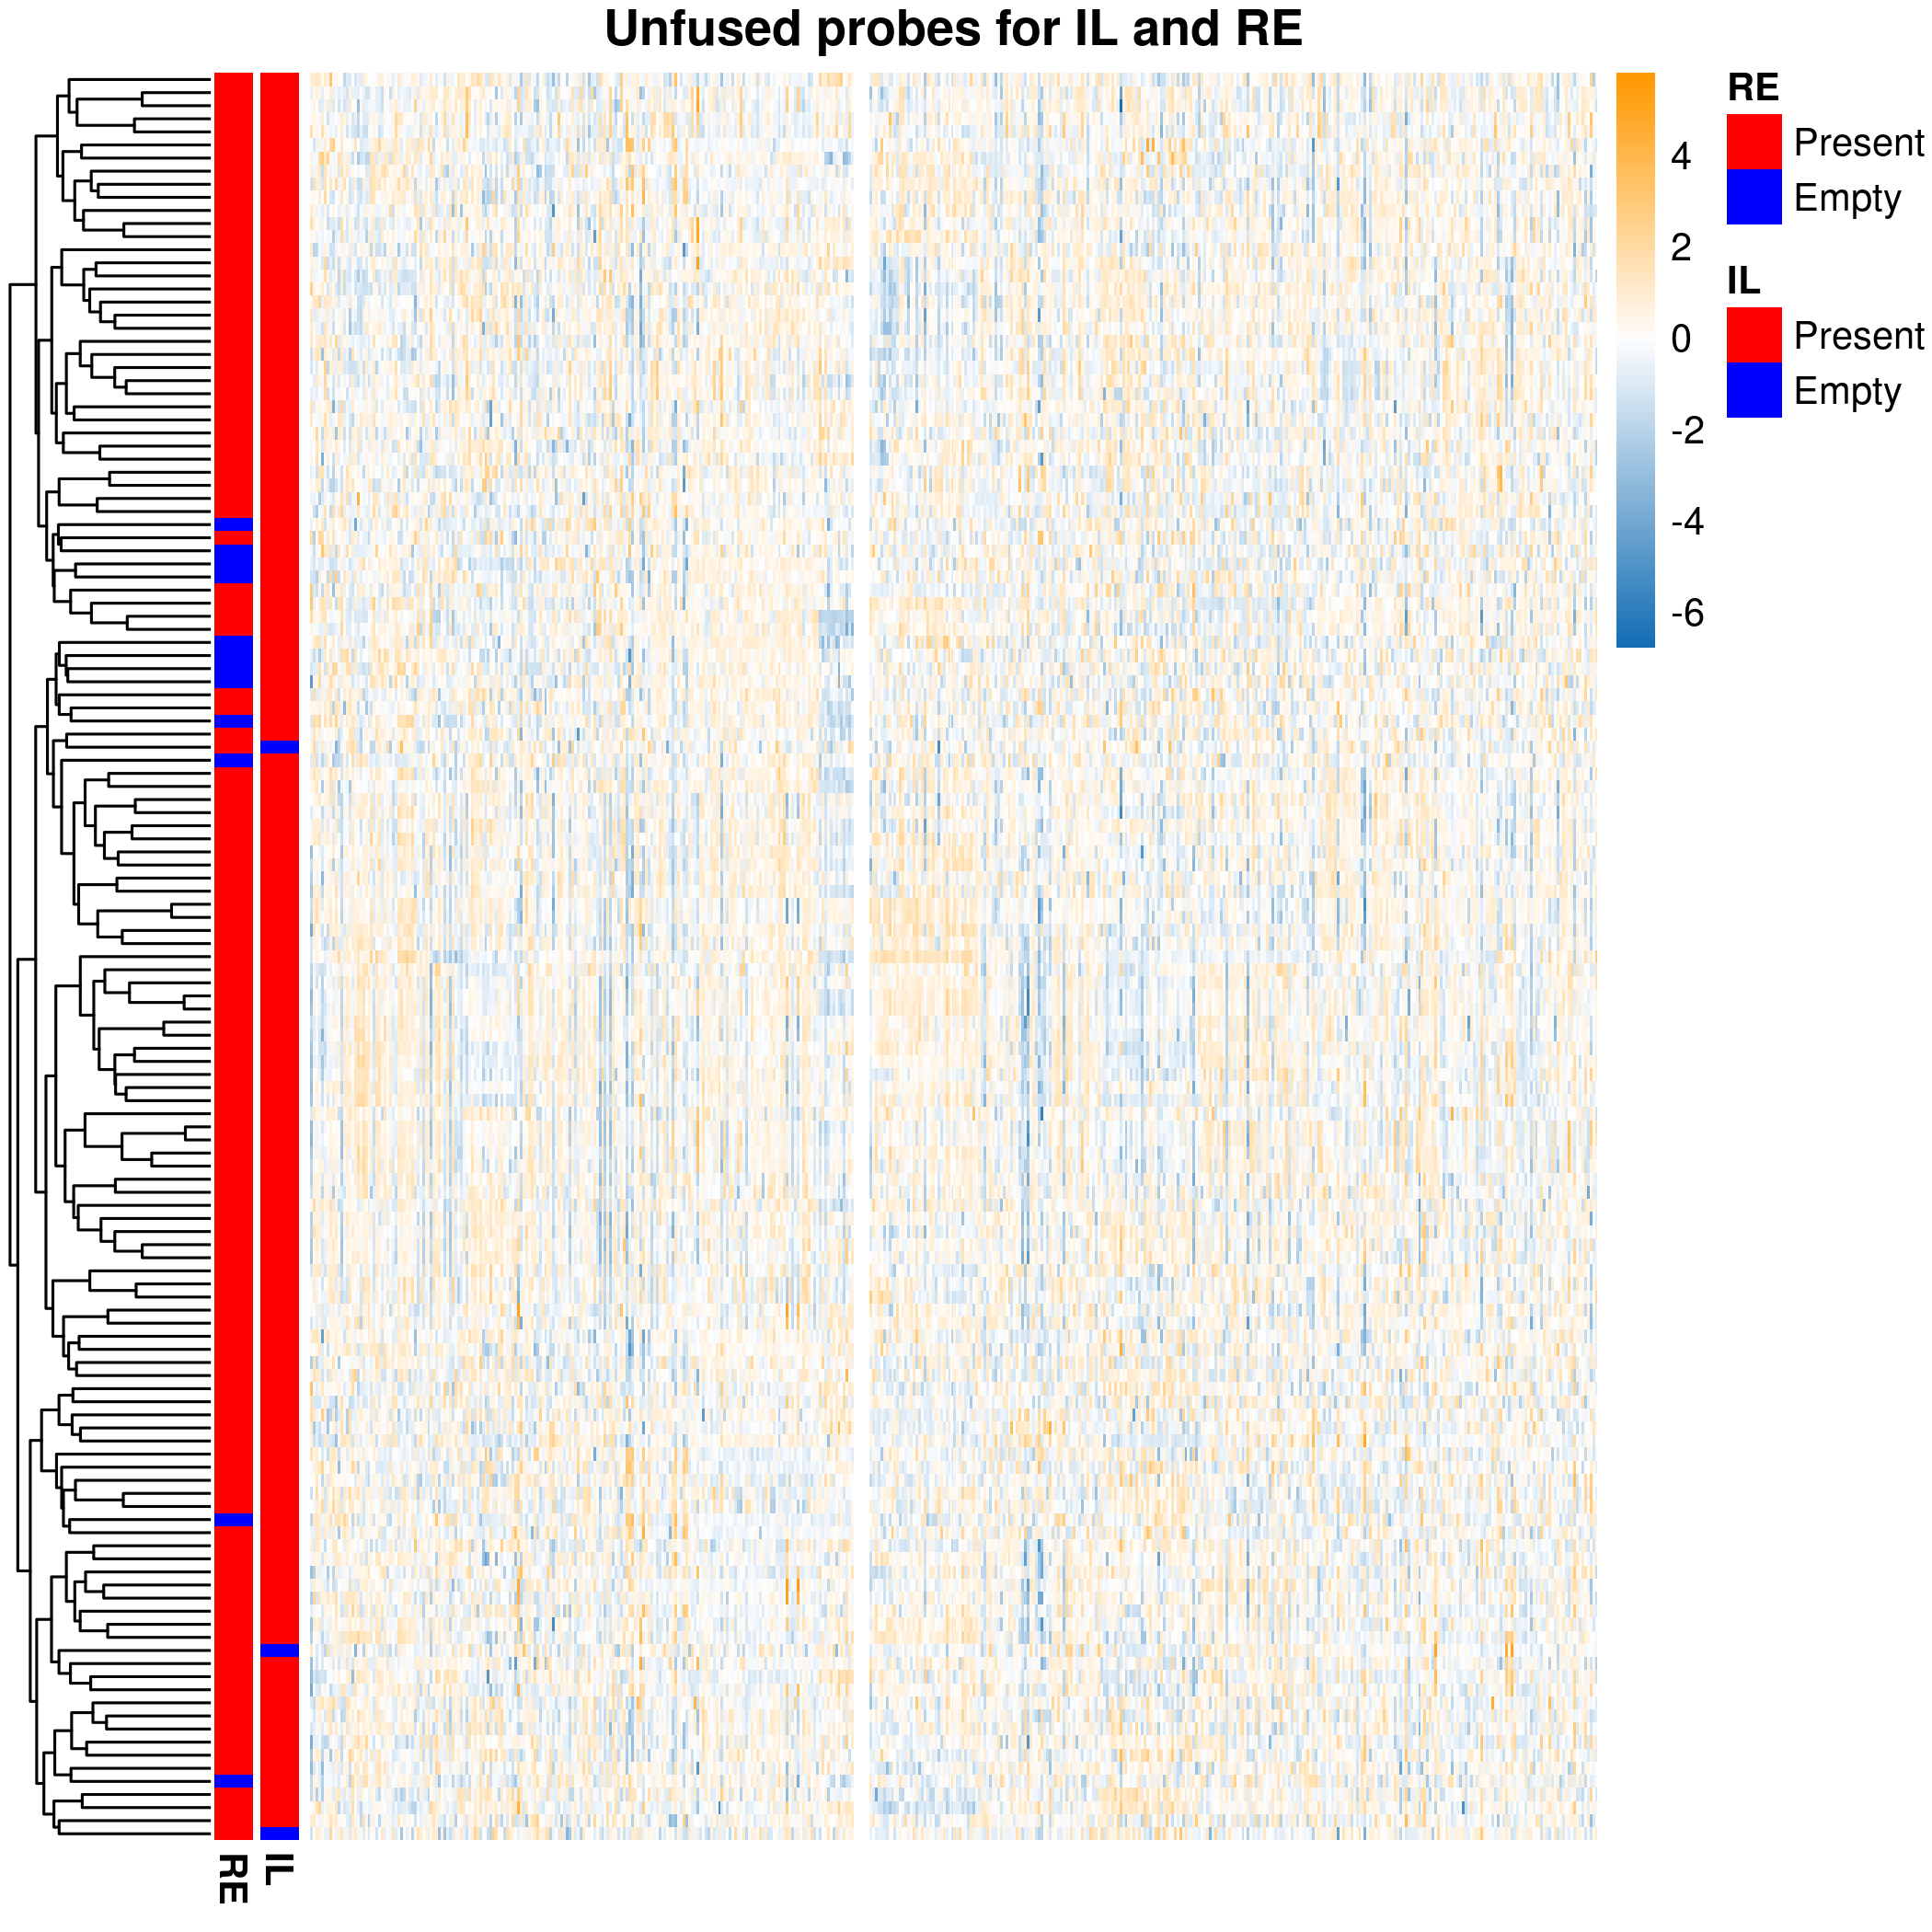 Unfused probes for IL and RE
4
2
0
-2
-4
-6
RE
Present
Empty
IL
Present
Empty
RE
IL